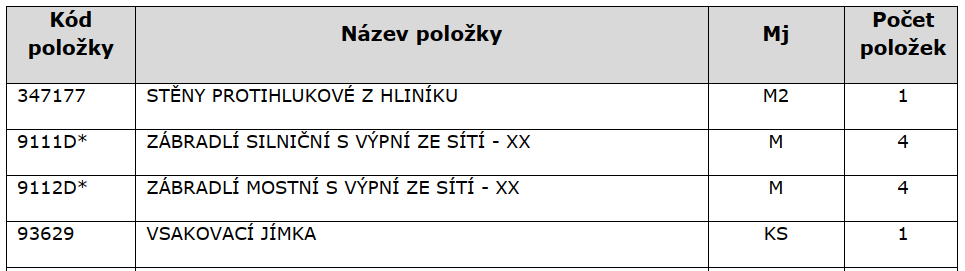 Kód položky Název položky Mj Počet položek
347177 STĚNY PROTIHLUKOVÉ Z HLINÍKU M2 1
9111D* ZÁBRADLÍ SILNIČNÍ S VÝPNÍ ZE SÍTÍ - XX M 4
9112D* ZÁBRADLÍ MOSTNÍ S VÝPNÍ ZE SÍTÍ - XX M 4
93629 VSAKOVACÍ JÍMKA KS 1